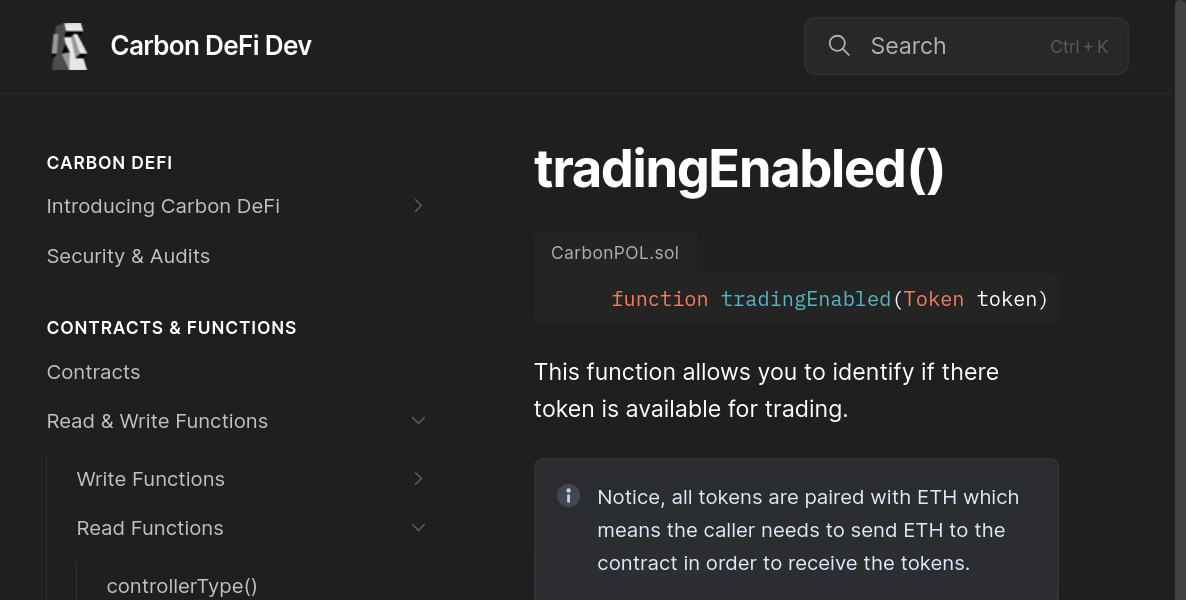 Carbon DeFi Dev
Search
Ctrl + K
CARBON DEFI
Introducing Carbon DeFi
Security & Audits
CONTRACTS & FUNCTIONS
Contracts
Read & Write Functions
Write Functions
Read Functions
controllerType()
tradingEnabled()
CarbonPOL.sol
function tradingEnabled(Token token)
This function allows you to identify if there
token is available for trading.
Notice, all tokens are paired with ETH which
means the caller needs to send ETH to the
contract in order to receive the tokens.